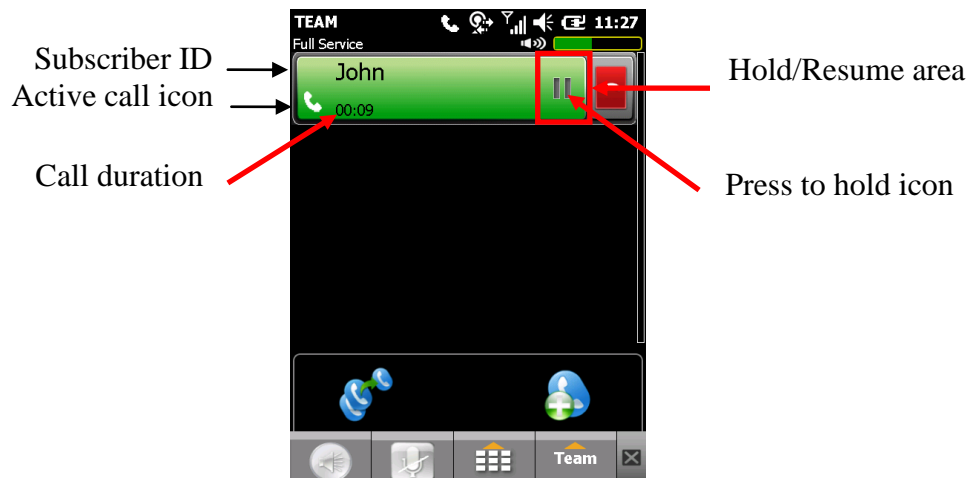 TEAM 11:27
Full Service
Subscriber ID
John
Hold/Resume area
Active call icon
00:09
Call duration
Press to hold icon
Team